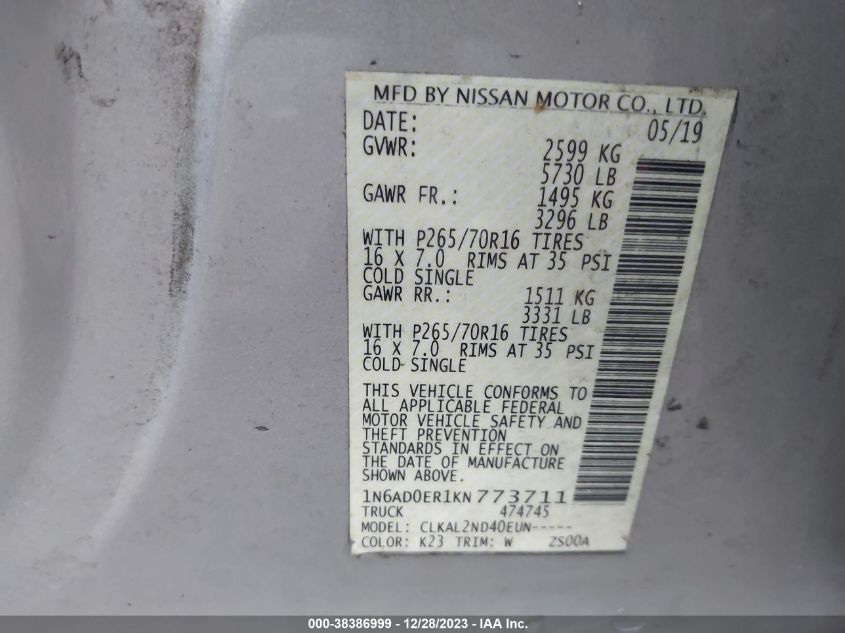 MFD BY NISSAN MOTOR CO., LTD.
DATE: 05/19
GVWR: 2599 KG
5730 LB
GAWR FR.: 1495 KG
3296 LB
WITH P265/70R16 TIRES
16 X 7.0 RIMS AT 35 PSI
COLD SINGLE
GAWR RR.: 1511 KG
3331 LB
WITH P265/70R16 TIRES
16 X 7.0 RIMS AT 35 PSI
COLD SINGLE
THIS VEHICLE CONFORMS TO
ALL APPLICABLE FEDERAL
MOTOR VEHICLE SAFETY AND
THEFT PREVENTION
STANDARDS IN EFFECT ON
THE DATE OF MANUFACTURE
SHOWN ABOVE.
1N6AD0ER1KN773711
TRUCK 474745
MODEL: CLKAL2ND40EUN-----
COLOR: K23 TRIM: W ZS00A
000-38386999 - 12/28/2023 - IAA Inc.